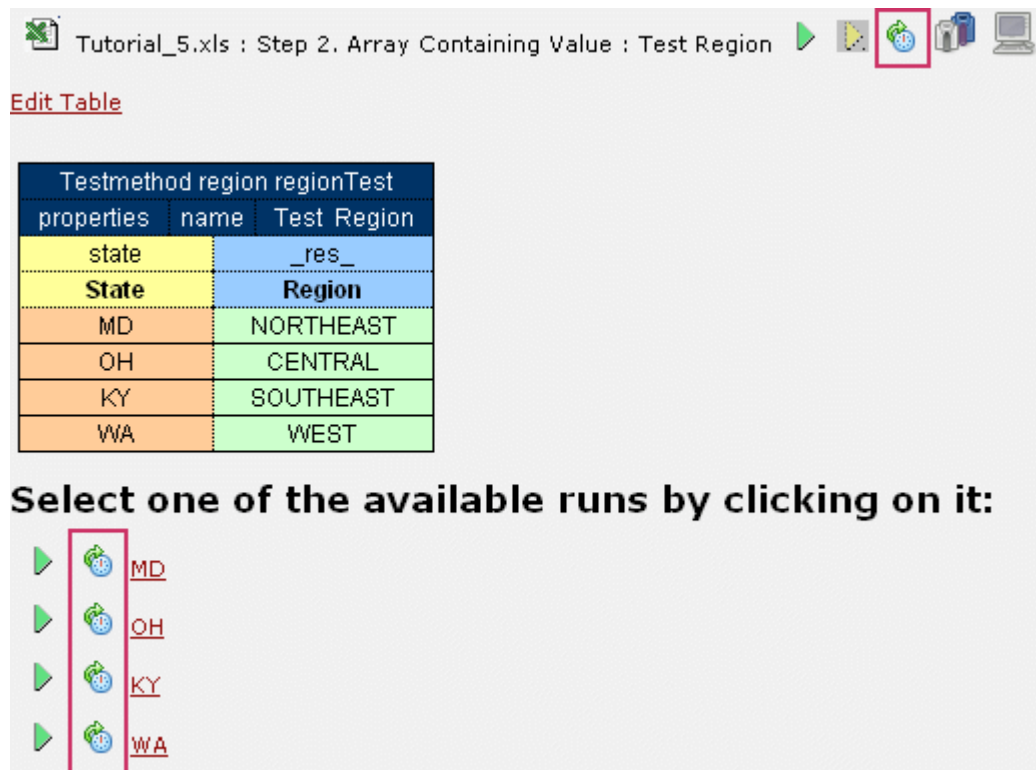 Tutorial_5.xls : Step 2. Array Containing Value : Test Region
Edit Table
Testmethod region regionTest
properties name Test Region
state _res_
State Region
MD NORTHEAST
OH CENTRAL
KY SOUTHEAST
WA WEST
Select one of the available runs by clicking on it:
MD
OH
KY
WA